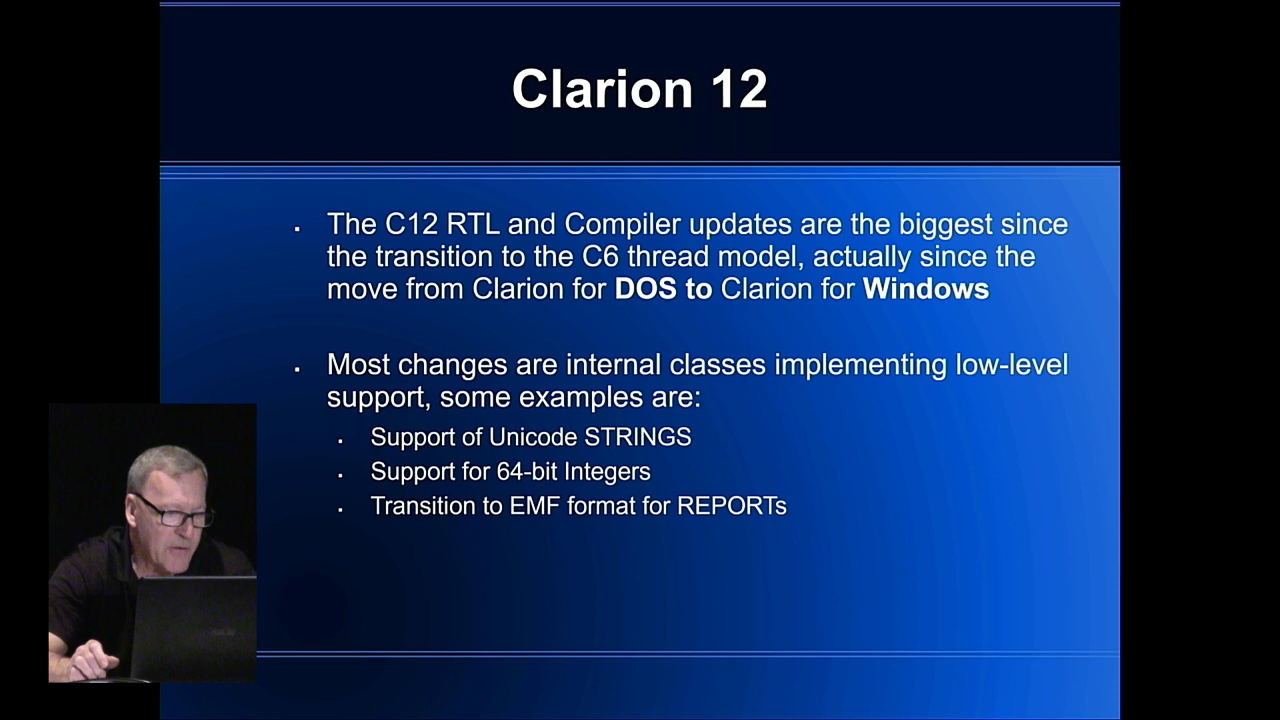 Clarion 12
The C12 RTL and Compiler updates are the biggest since
the transition to the C6 thread model, actually since the
move from Clarion for DOS to Clarion for Windows
Most changes are internal classes implementing low-level
support, some examples are:
Support of Unicode STRINGS
Support for 64-bit Integers
Transition to EMF format for REPORTs